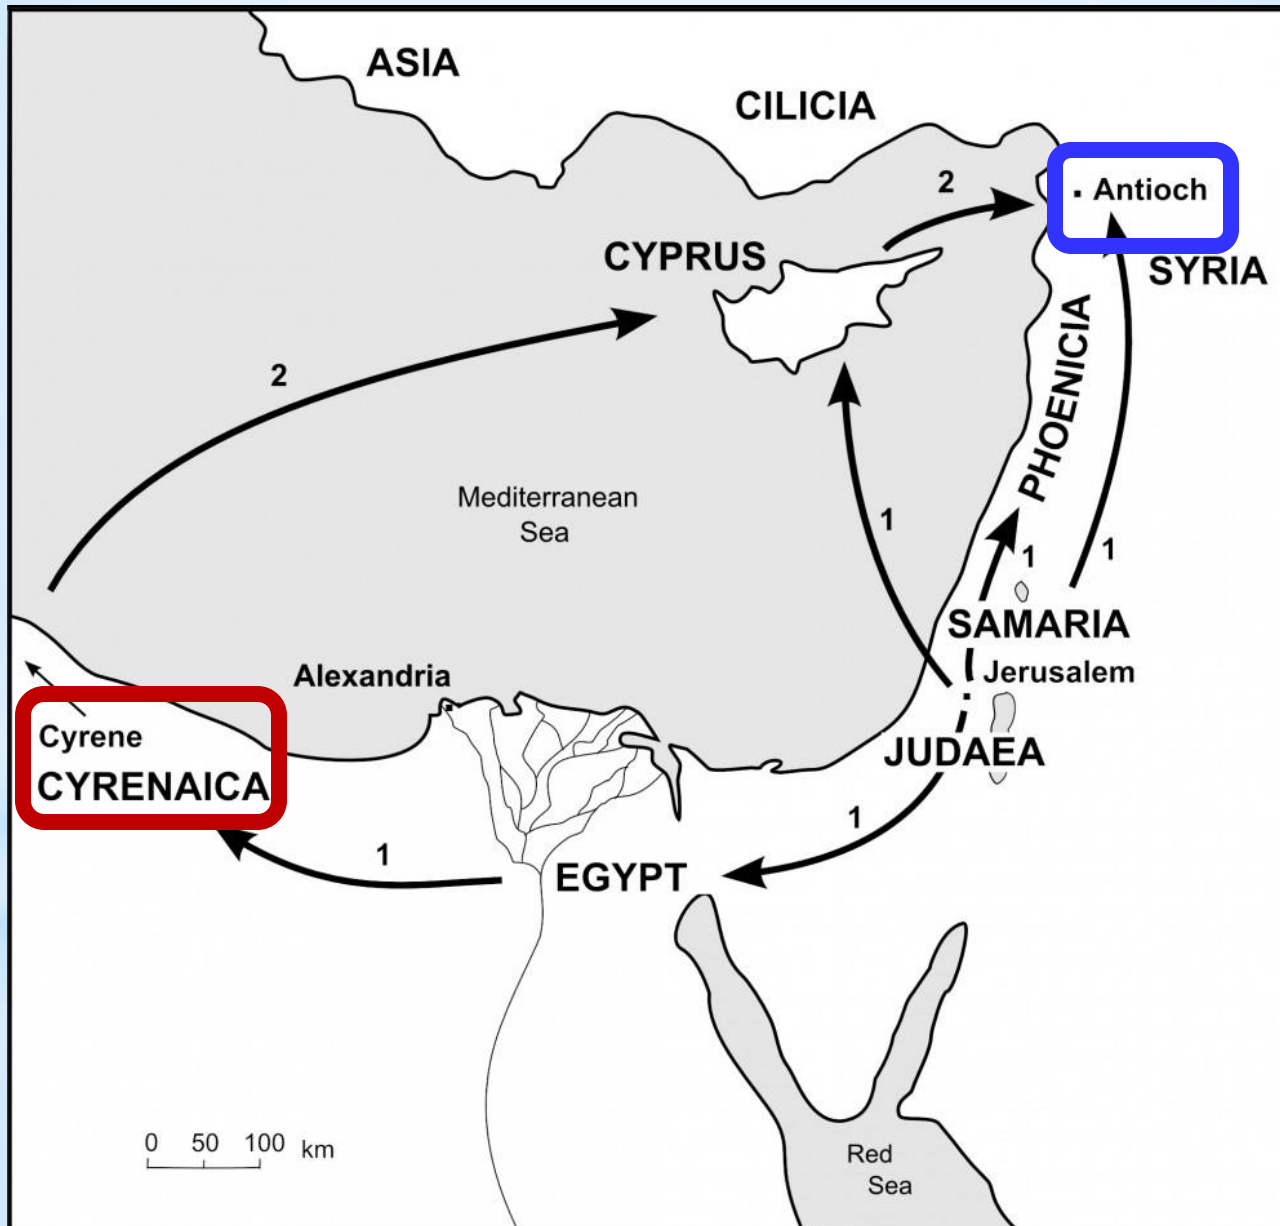 ASIA
CILICIA
2
Antioch
CYPRUS
SYRIA
2
PHOENICIA
Mediterranean
Sea
1
1
1
SAMARIA
Jerusalem
Alexandria
Cyrene
JUDAEA
CYRENAICA
1
1
EGYPT
0 50 100 km
Red
Sea